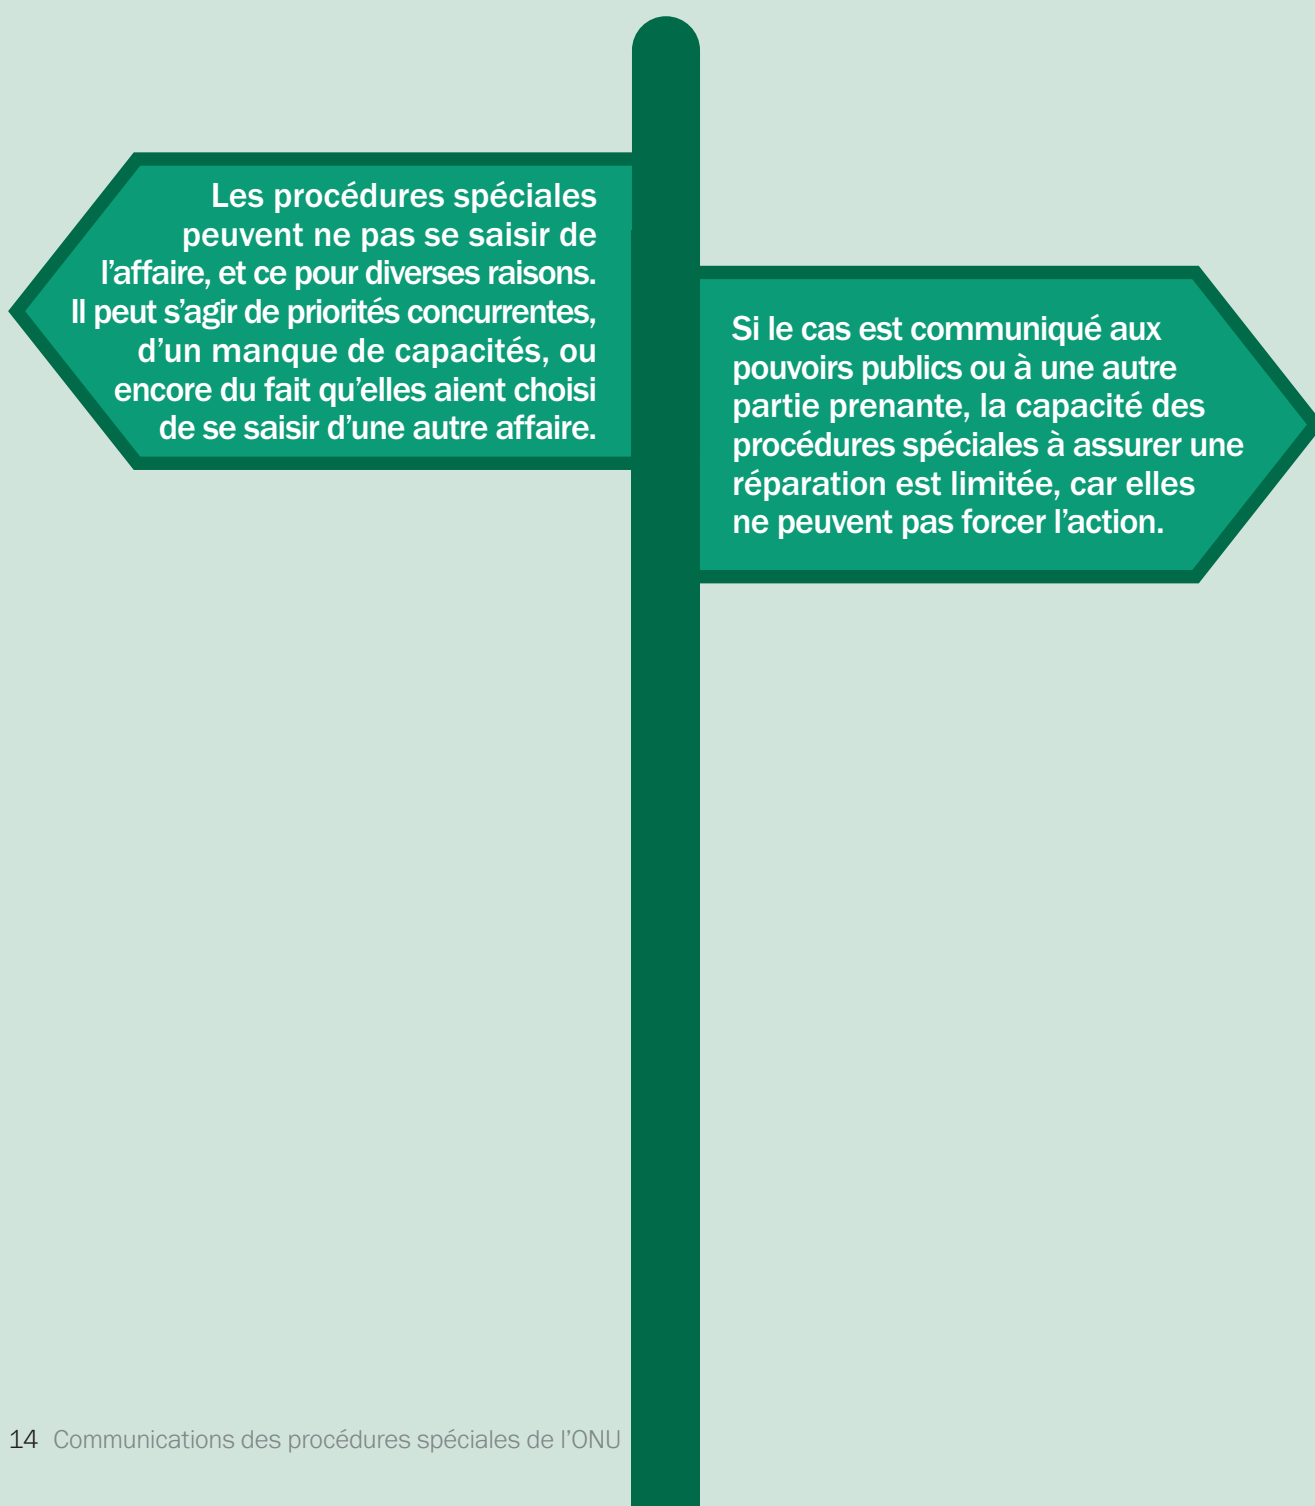 Les procédures spéciales
peuvent ne pas se saisir de
l’affaire, et ce pour diverses raisons.
Il peut s’agir de priorités concurrentes,
d’un manque de capacités, ou
encore du fait qu’elles aient choisi
de se saisir d’une autre affaire.
Si le cas est communiqué aux
pouvoirs publics ou à une autre
partie prenante, la capacité des
procédures spéciales à assurer une
réparation est limitée, car elles
ne peuvent pas forcer l’action.
14 Communications des procédures spéciales de l’ONU